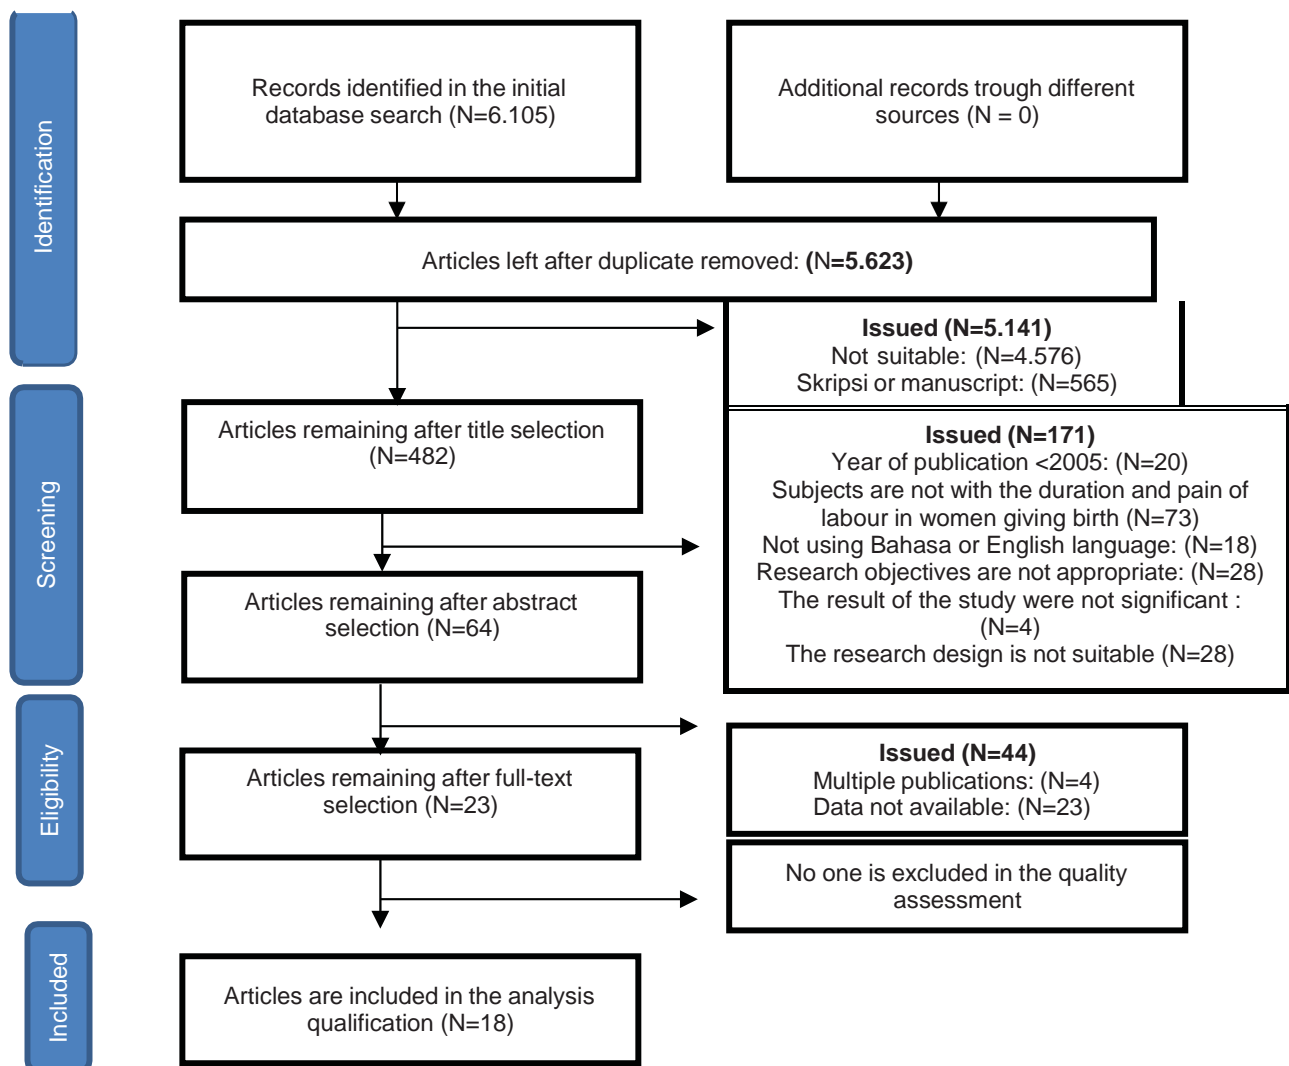 Identification
Records identified in the initial
database search (N=6.105)
Additional records trough different
sources (N = 0)
Articles left after duplicate removed: (N=5.623)
Issued (N=5.141)
Not suitable: (N=4.576)
Skripsi or manuscript: (N=565)
Screening
Articles remaining after title selection
(N=482)
Issued (N=171)
Year of publication <2005: (N=20)
Subjects are not with the duration and pain of
labour in women giving birth (N=73)
Not using Bahasa or English language: (N=18)
Research objectives are not appropriate: (N=28)
The result of the study were not significant :
(N=4)
The research design is not suitable (N=28)
Articles remaining after abstract
selection (N=64)
Eligibility
Issued (N=44)
Multiple publications: (N=4)
Data not available: (N=23)
Articles remaining after full-text
selection (N=23)
No one is excluded in the quality
assessment
Included
Articles are included in the analysis
qualification (N=18)